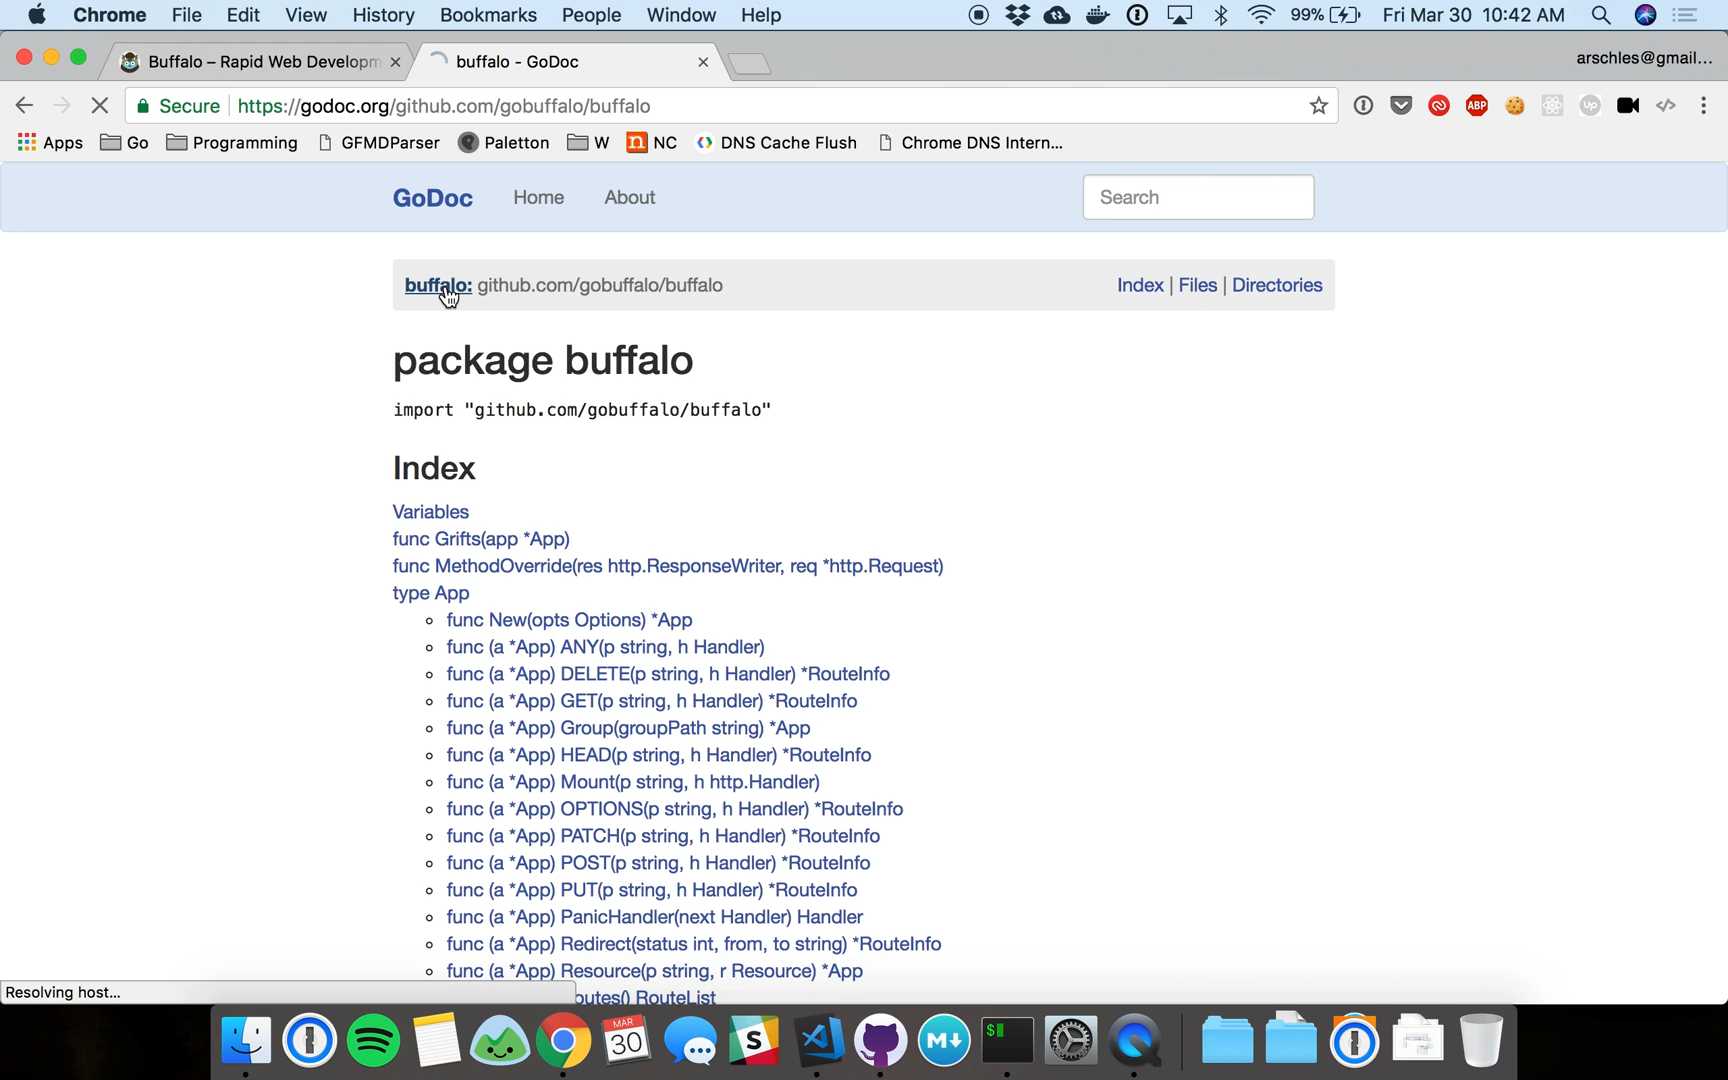 Chrome File Edit View History Bookmarks People Window Help 99% Fri Mar 30 10:42 AM
Buffalo – Rapid Web Developm buffalo - GoDoc arschles@gmail...
Secure https://godoc.org/github.com/gobuffalo/buffalo ABP Up
Apps Go Programming GFMDParser Paletton W n NC DNS Cache Flush Chrome DNS Intern...
GoDoc Home About Search
buffalo: github.com/gobuffalo/buffalo Index | Files | Directories
package buffalo
import "github.com/gobuffalo/buffalo"
Index
Variables
func Grifts(app *App)
func MethodOverride(res http.ResponseWriter, req *http.Request)
type App
func New(opts Options) *App
func (a *App) ANY(p string, h Handler)
func (a *App) DELETE(p string, h Handler) *RouteInfo
func (a *App) GET(p string, h Handler) *RouteInfo
func (a *App) Group(groupPath string) *App
func (a *App) HEAD(p string, h Handler) *RouteInfo
func (a *App) Mount(p string, h http.Handler)
func (a *App) OPTIONS(p string, h Handler) *RouteInfo
func (a *App) PATCH(p string, h Handler) *RouteInfo
func (a *App) POST(p string, h Handler) *RouteInfo
func (a *App) PUT(p string, h Handler) *RouteInfo
func (a *App) PanicHandler(next Handler) Handler
func (a *App) Redirect(status int, from, to string) *RouteInfo
func (a *App) Resource(p string, r Resource) *App
Resolving host... outes() RouteList
MAR 30 S M $